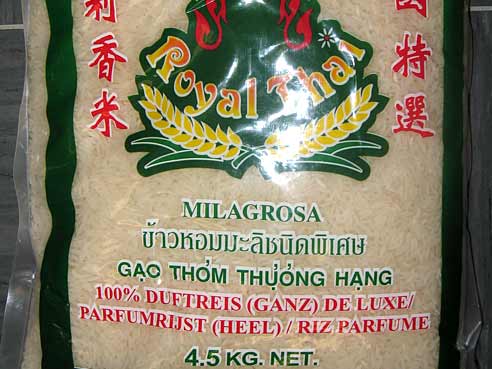 莉香米
特選
Royal Thai
MILAGROSA
ข้าวหอมมะลิชนิดพิเศษ
GẠO THƠM THƯỢNG HẠNG
100% DUFTREIS (GANZ) DE LUXE/
PARFUMRIJST (HEEL) / RIZ PARFUME
4.5 KG. NET.